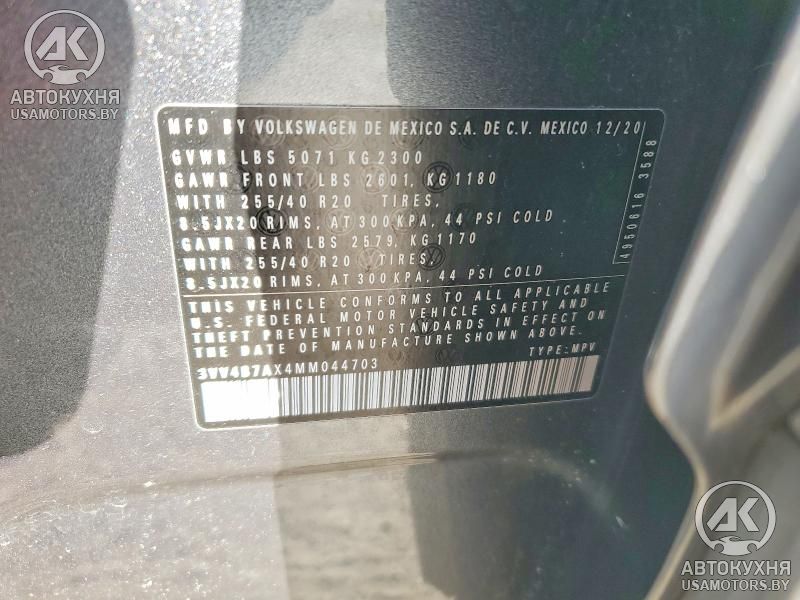 AK
АВТОКУХНЯ
USAMOTORS.BY
MFD BY VOLKSWAGEN DE MEXICO S.A. DE C.V. MEXICO 12/20
GVWR LBS 5071 KG 2300
GAWR FRONT LBS 2601, KG 1180
WITH 255/40 R20 TIRES,
8.5JX20 RIMS, AT 300 KPA, 44 PSI COLD.
GAWR REAR LBS 2579, KG 1170
WITH 255/40 R20 TIRES,
8.5JX20 RIMS, AT 300 KPA, 44 PSI COLD
THIS VEHICLE CONFORMS TO ALL APPLICABLE
U.S. FEDERAL MOTOR VEHICLE SAFETY AND
THEFT PREVENTION STANDARDS IN EFFECT ON
THE DATE OF MANUFACTURE SHOWN ABOVE.
3VV4B7AX4MM044703 TYPE: MPV
4950616 3588
AK
АВТОКУХНЯ
USAMOTORS.BY